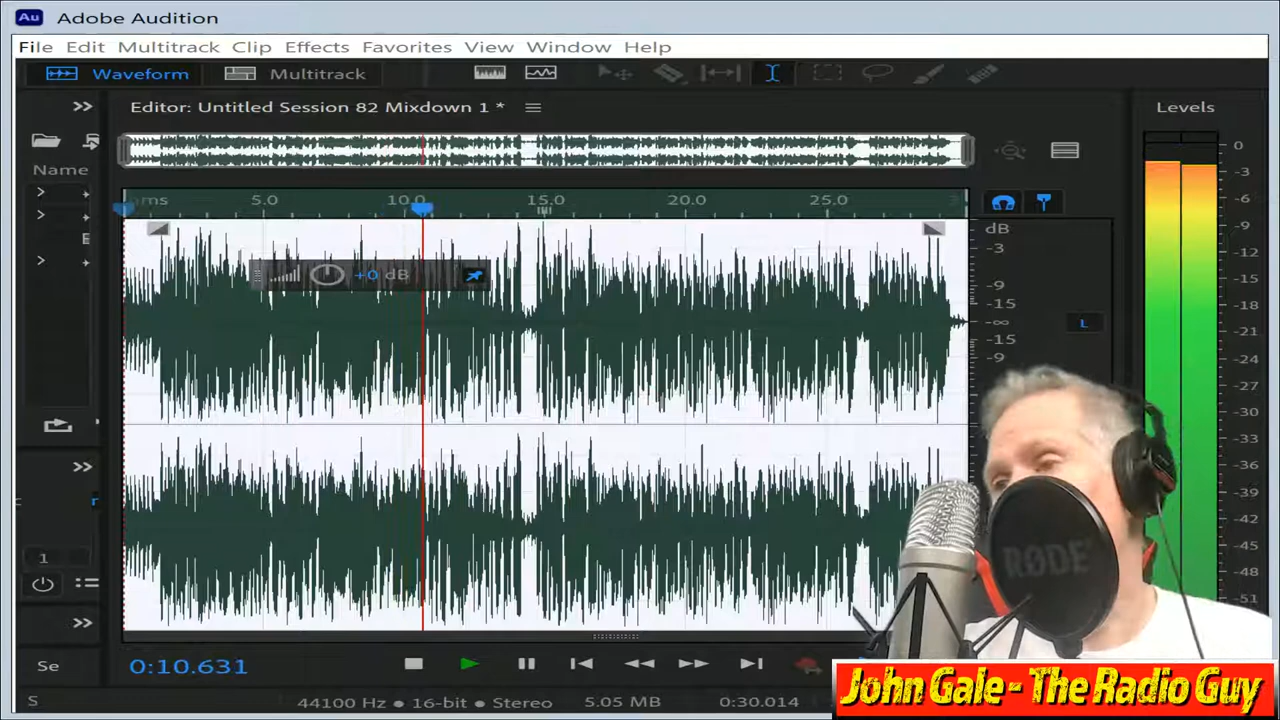 Au Adobe Audition
File Edit Multitrack Clip Effects Favorites View Window Help
Waveform Multitrack
Editor: Untitled Session 82 Mixdown 1 *
Levels
Name
ms 5.0 10.0 15.0 20.0 25.0
dB
-3
-9
-15
-∞
-15
-9
+0 dB
L
0
-3
-6
-9
-12
-15
-18
-21
-24
-27
-30
-33
-36
-39
-42
-45
-48
-51
RØDE
1
Se
0:10.631
S
44100 Hz ● 16-bit ● Stereo 5.05 MB 0:30.014
John Gale - The Radio Guy